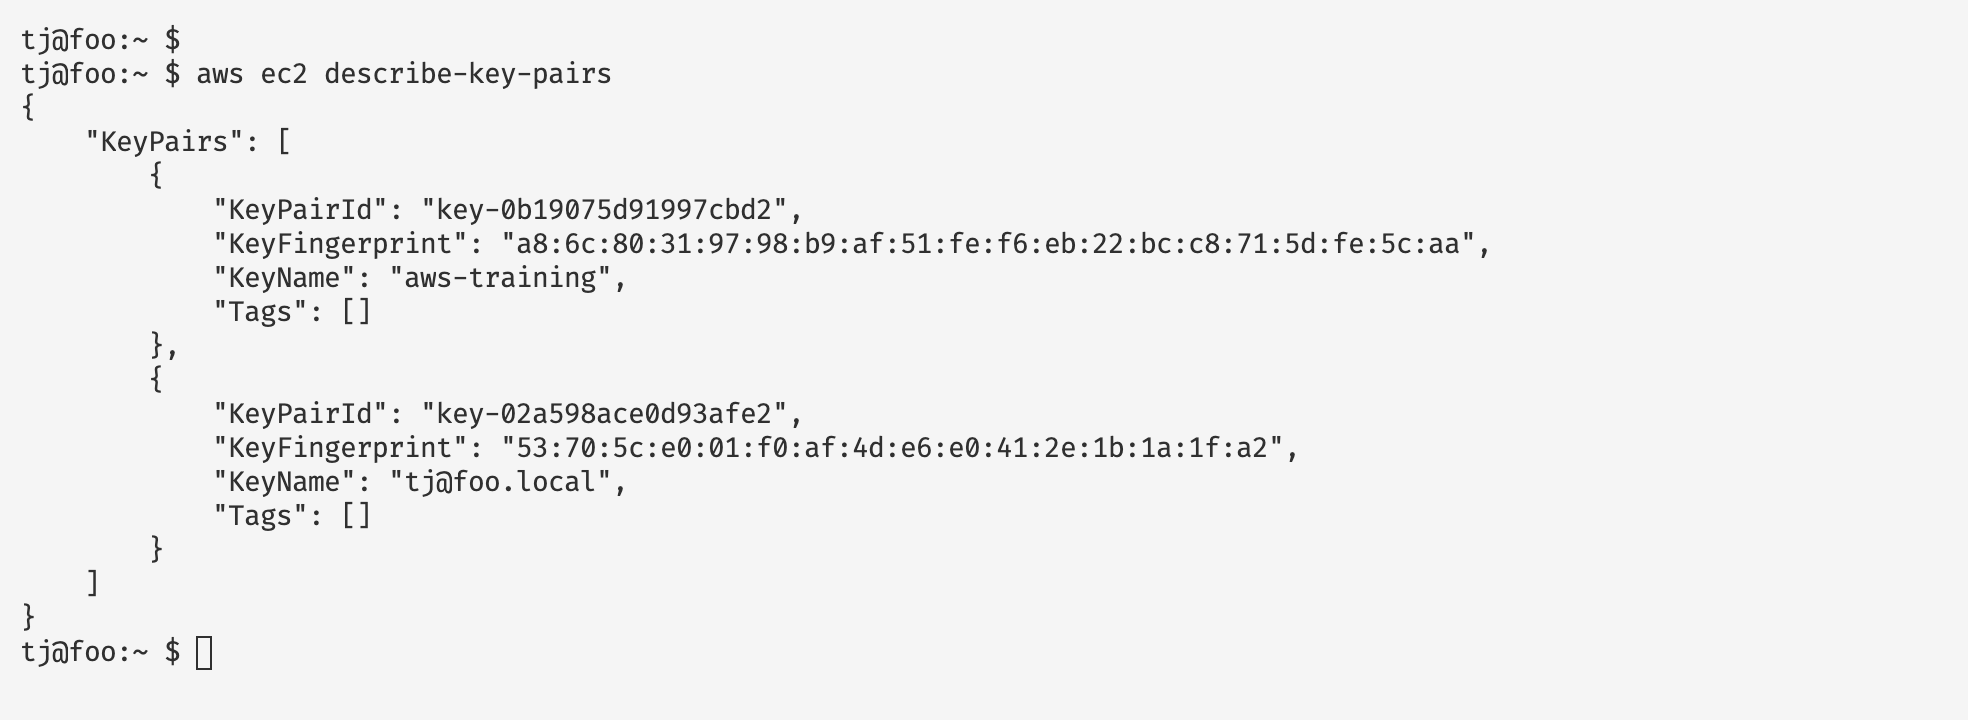 tj@foo:~ $
tj@foo:~ $ aws ec2 describe-key-pairs
{
    "KeyPairs": [
        {
            "KeyPairId": "key-0b19075d91997cbd2",
            "KeyFingerprint": "a8:6c:80:31:97:98:b9:af:51:fe:f6:eb:22:bc:c8:71:5d:fe:5c:aa",
            "KeyName": "aws-training",
            "Tags": []
        },
        {
            "KeyPairId": "key-02a598ace0d93afe2",
            "KeyFingerprint": "53:70:5c:e0:01:f0:af:4d:e6:e0:41:2e:1b:1a:1f:a2",
            "KeyName": "tj@foo.local",
            "Tags": []
        }
    ]
}
tj@foo:~ $